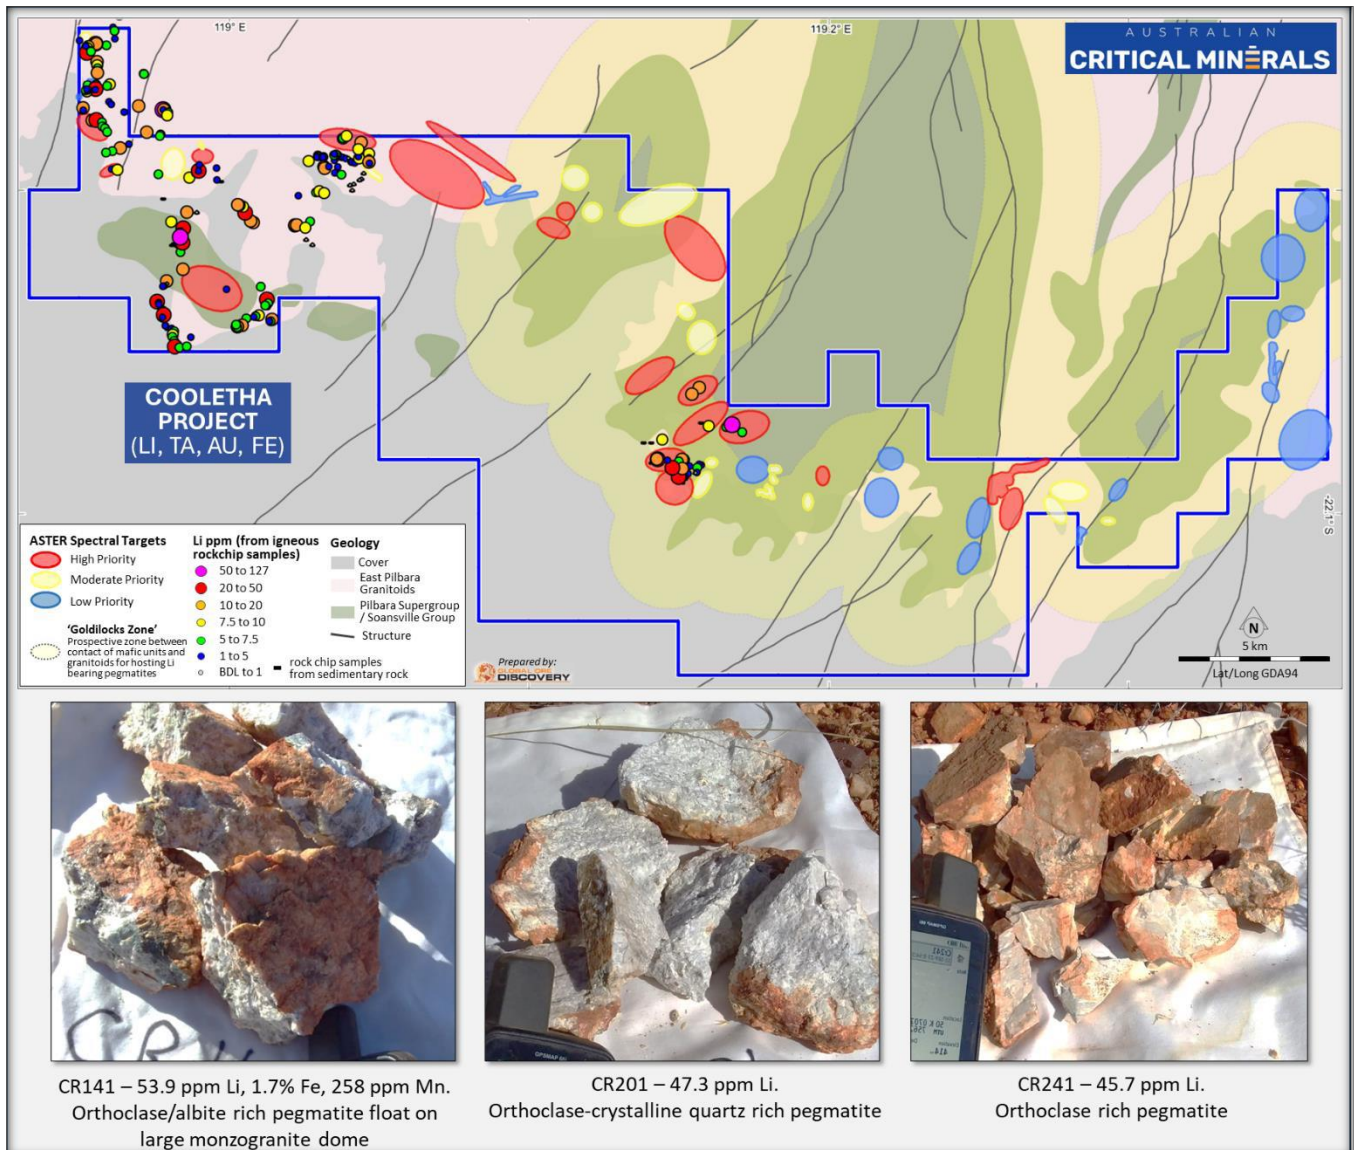 119° E
119.2° E
AUSTRALIAN
CRITICAL MINERALS
COOLETHA
PROJECT
(LI, TA, AU, FE)
-22.1° S
ASTER Spectral Targets
High Priority
Moderate Priority
Low Priority
'Goldilocks Zone'
Prospective zone between
contact of mafic units and
granitoids for hosting Li
bearing pegmatites
Li ppm (from igneous
rockchip samples)
50 to 127
20 to 50
10 to 20
7.5 to 10
5 to 7.5
1 to 5
BDL to 1
rock chip samples
from sedimentary rock
Geology
Cover
East Pilbara
Granitoids
Pilbara Supergroup
/ Soansville Group
Structure
Prepared by:
GLOBAL ORE
DISCOVERY
N
5 km
Lat/Long GDA94
CR141 – 53.9 ppm Li, 1.7% Fe, 258 ppm Mn.
Orthoclase/albite rich pegmatite float on
large monzogranite dome
CR201 – 47.3 ppm Li.
Orthoclase-crystalline quartz rich pegmatite
CR241 – 45.7 ppm Li.
Orthoclase rich pegmatite